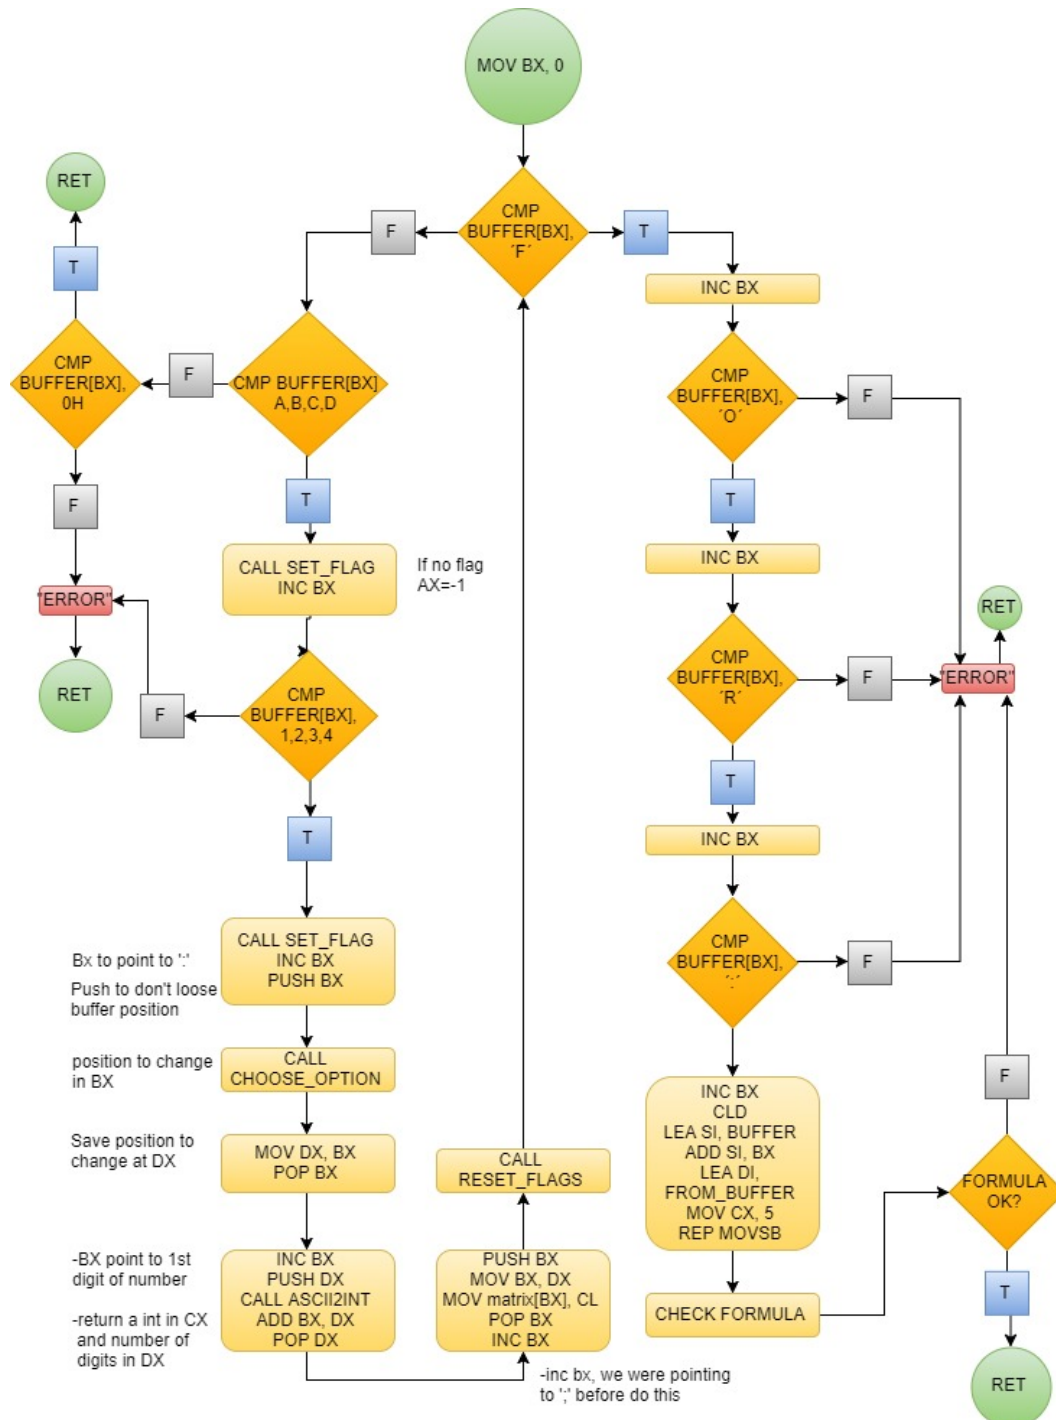 MOV BX, 0
RET
T
F
CMP
BUFFER[BX],
´F´
T
INC BX
CMP
BUFFER[BX],
0H
F
CMP BUFFER[BX]
A,B,C,D
CMP
BUFFER[BX],
´O´
F
F
T
T
CALL SET_FLAG
INC BX
If no flag
AX=-1
INC BX
"ERROR"
RET
CMP
BUFFER[BX],
1,2,3,4
F
CMP
BUFFER[BX],
´R´
F
RET
"ERROR"
T
T
INC BX
CALL SET_FLAG
INC BX
PUSH BX
Bx to point to ':'
Push to don't loose
buffer position
CMP
BUFFER[BX],
´:´
F
position to change
in BX
CALL
CHOOSE_OPTION
Save position to
change at DX
MOV DX, BX
POP BX
CALL
RESET_FLAGS
INC BX
CLD
LEA SI, BUFFER
ADD SI, BX
LEA DI,
FROM_BUFFER
MOV CX, 5
REP MOVSB
F
FORMULA
OK?
-BX point to 1st
digit of number
-return a int in CX
and number of
digits in DX
INC BX
PUSH DX
CALL ASCII2INT
ADD BX, DX
POP DX
PUSH BX
MOV BX, DX
MOV matrix[BX], CL
POP BX
INC BX
CHECK FORMULA
T
-inc bx, we were pointing
to ';' before do this
RET